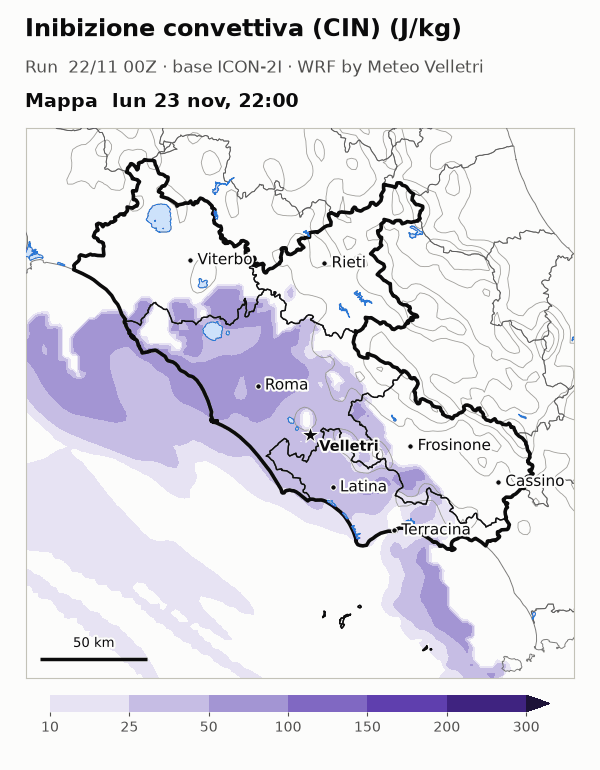 Inibizione convettiva (CIN) (J/kg)
Run  22/11 00Z · base ICON-2I · WRF by Meteo Velletri
Mappa  lun 23 nov, 22:00
Viterbo
Rieti
Roma
Velletri
Frosinone
Latina
Cassino
Terracina
50 km
10 25 50 100 150 200 300